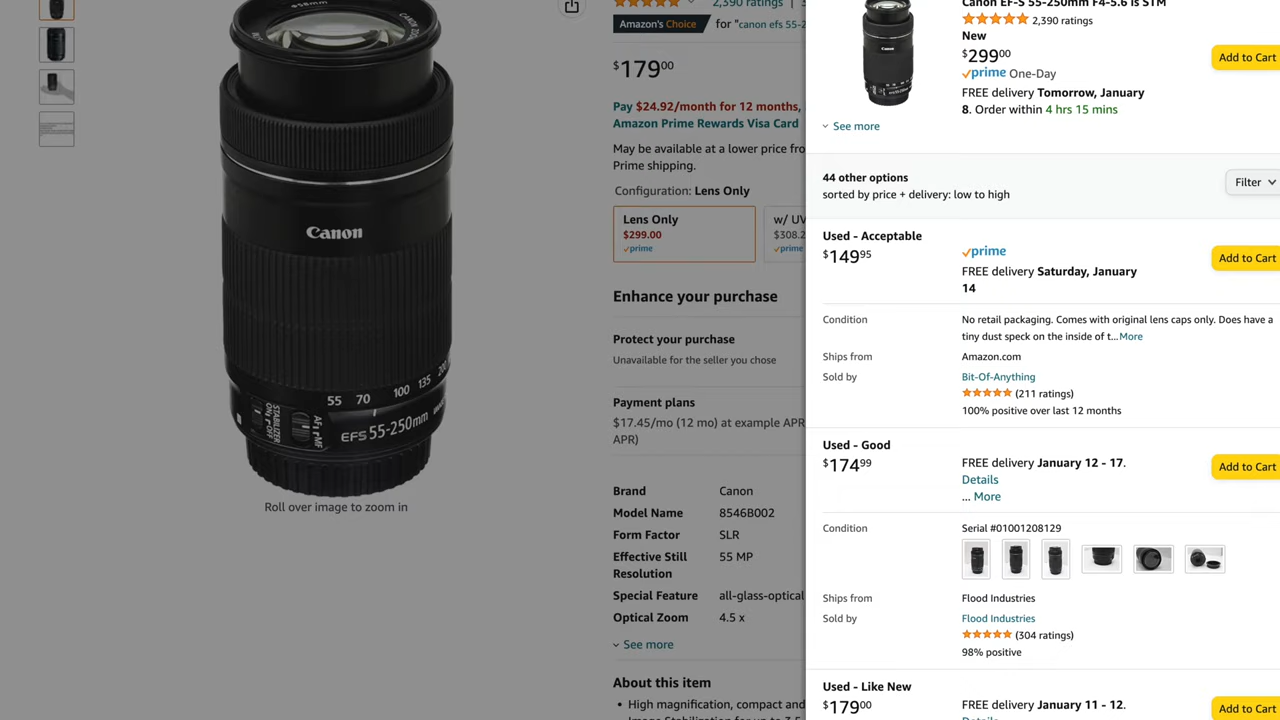 58mm
Canon
55 70 100 135 200
STABILIZER
ON OFF
AF MF
EFS 55-250mm
Roll over image to zoom in
2,390 ratings
Amazon's Choice for "canon efs 55-2
$179 00
Pay $24.92/month for 12 months,
Amazon Prime Rewards Visa Card
May be available at a lower price fro
Prime shipping.
Configuration: Lens Only
Lens Only
$299.00
prime
w/ UV
$308.2
prime
Enhance your purchase
Protect your purchase
Unavailable for the seller you chose
Payment plans
$17.45/mo (12 mo) at example APR
APR)
Brand Canon
Model Name 8546B002
Form Factor SLR
Effective Still 55 MP
Resolution
Special Feature all-glass-optical
Optical Zoom 4.5 x
See more
About this item
• High magnification, compact and
Canon EF-S 55-250mm F4-5.6 IS STM
2,390 ratings
New
$299 00
prime One-Day
FREE delivery Tomorrow, January
8. Order within 4 hrs 15 mins
Add to Cart
Canon
See more
44 other options
sorted by price + delivery: low to high
Filter
Used - Acceptable
$149 95
prime
FREE delivery Saturday, January
14
Add to Cart
Condition No retail packaging. Comes with original lens caps only. Does have a
tiny dust speck on the inside of t... More
Ships from Amazon.com
Sold by Bit-Of-Anything
(211 ratings)
100% positive over last 12 months
Used - Good
$174 99
FREE delivery January 12 - 17.
Details
... More
Add to Cart
Condition Serial #01001208129
Ships from Flood Industries
Sold by Flood Industries
(304 ratings)
98% positive
Used - Like New
$179 00
FREE delivery January 11 - 12.
Add to Cart